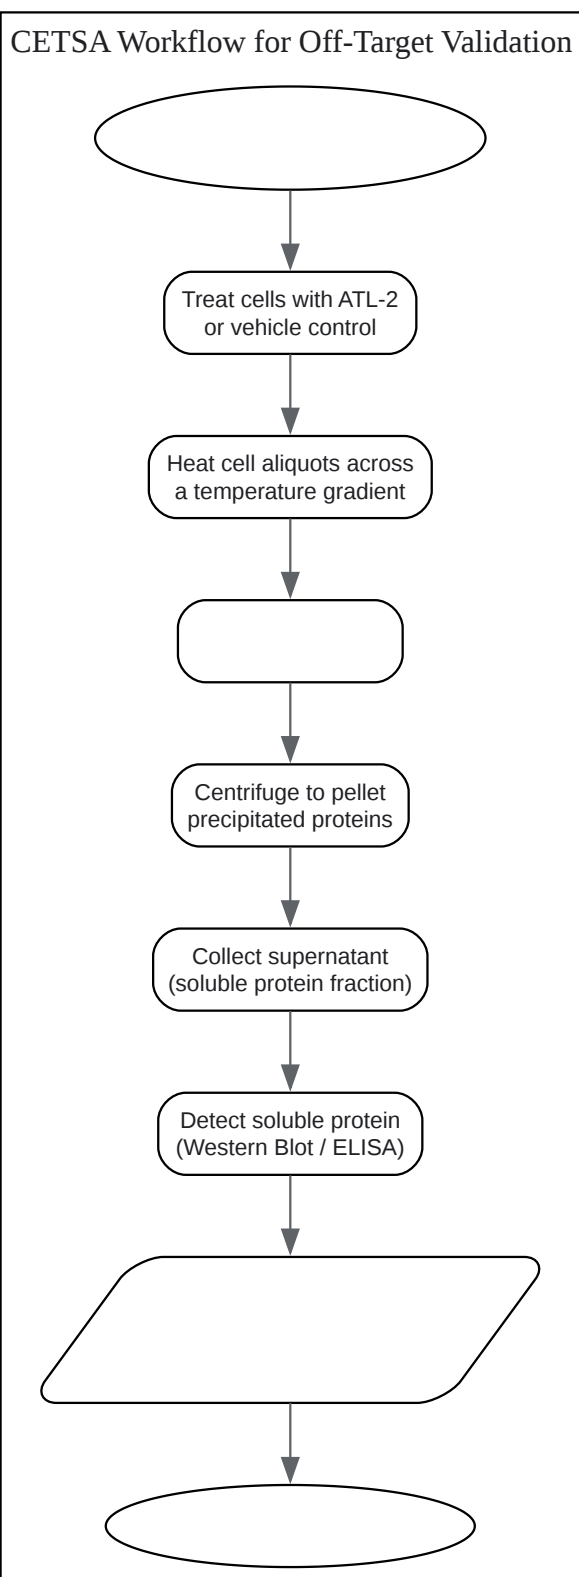 CETSA Workflow for Off-Target Validation
Treat cells with ATL-2
or vehicle control
Heat cell aliquots across
a temperature gradient
Centrifuge to pellet
precipitated proteins
Collect supernatant
(soluble protein fraction)
Detect soluble protein
(Western Blot / ELISA)